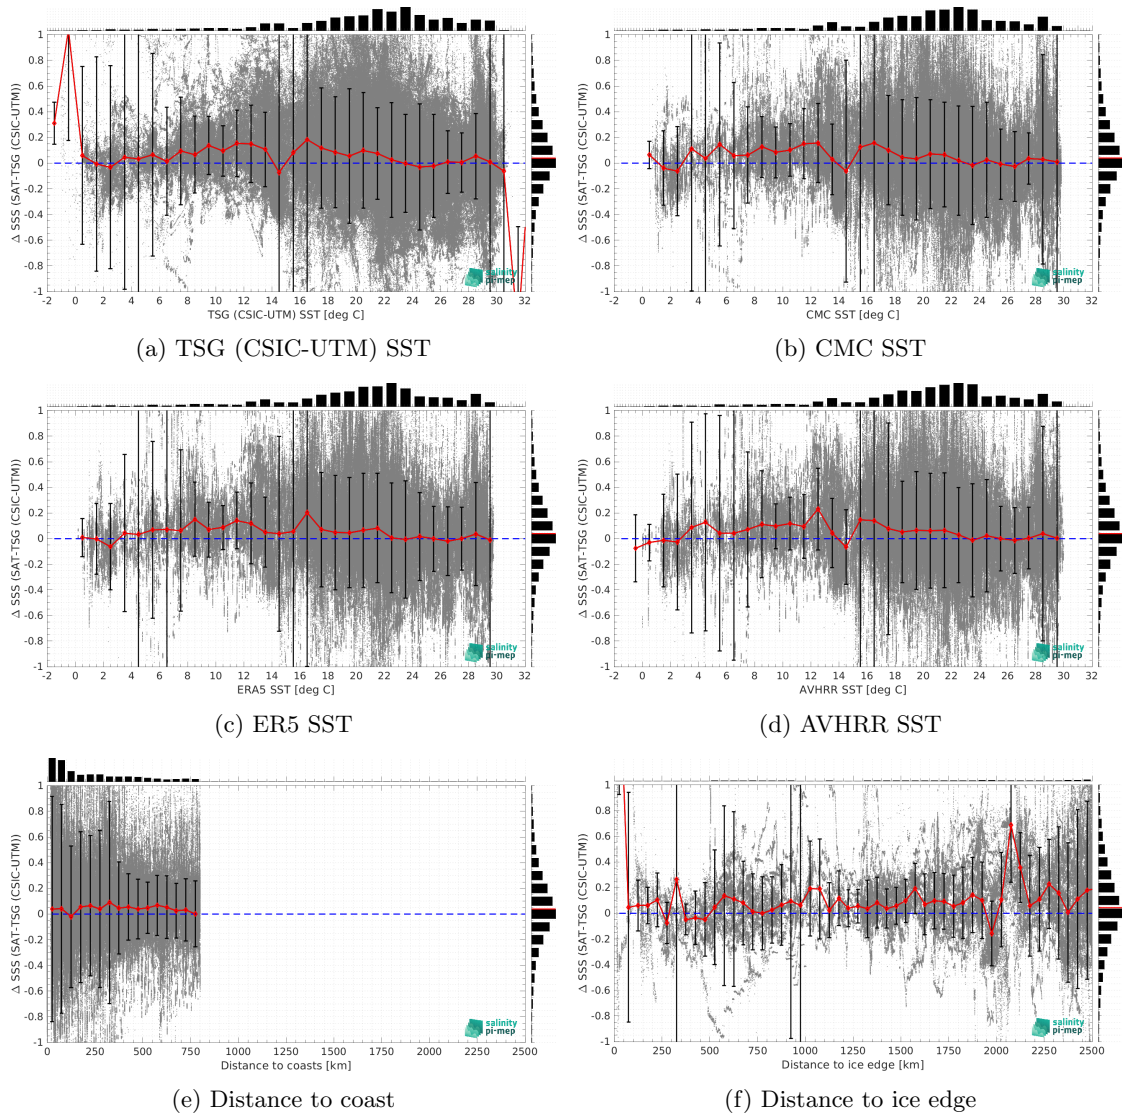 1
0.8
0.6
0.4
0.2
0
-0.2
-0.4
-0.6
-0.8
-1
Δ SSS (SAT-TSG (CSIC-UTM))
-2 0 2 4 6 8 10 12 14 16 18 20 22 24 26 28 30 32
TSG (CSIC-UTM) SST [deg C]
salinity
pi-mep
(a) TSG (CSIC-UTM) SST
1
0.8
0.6
0.4
0.2
0
-0.2
-0.4
-0.6
-0.8
-1
Δ SSS (SAT-TSG (CSIC-UTM))
-2 0 2 4 6 8 10 12 14 16 18 20 22 24 26 28 30 32
CMC SST [deg C]
salinity
pi-mep
(b) CMC SST
1
0.8
0.6
0.4
0.2
0
-0.2
-0.4
-0.6
-0.8
-1
Δ SSS (SAT-TSG (CSIC-UTM))
-2 0 2 4 6 8 10 12 14 16 18 20 22 24 26 28 30 32
ERA5 SST [deg C]
salinity
pi-mep
(c) ER5 SST
1
0.8
0.6
0.4
0.2
0
-0.2
-0.4
-0.6
-0.8
-1
Δ SSS (SAT-TSG (CSIC-UTM))
-2 0 2 4 6 8 10 12 14 16 18 20 22 24 26 28 30 32
AVHRR SST [deg C]
salinity
pi-mep
(d) AVHRR SST
1
0.8
0.6
0.4
0.2
0
-0.2
-0.4
-0.6
-0.8
-1
Δ SSS (SAT-TSG (CSIC-UTM))
0 250 500 750 1000 1250 1500 1750 2000 2250 2500
Distance to coasts [km]
salinity
pi-mep
(e) Distance to coast
1
0.8
0.6
0.4
0.2
0
-0.2
-0.4
-0.6
-0.8
-1
Δ SSS (SAT-TSG (CSIC-UTM))
0 250 500 750 1000 1250 1500 1750 2000 2250 2500
Distance to ice edge [km]
salinity
pi-mep
(f) Distance to ice edge